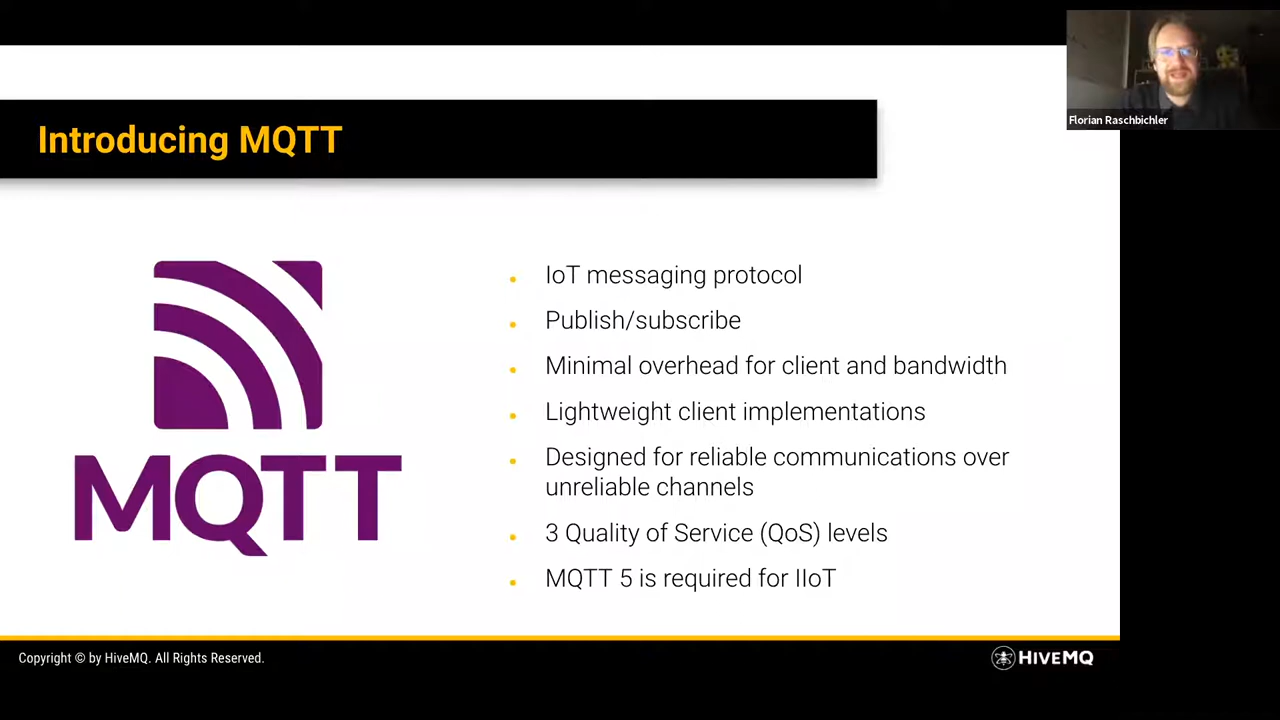 Florian Raschbichler
Introducing MQTT
MQTT
IoT messaging protocol
Publish/subscribe
Minimal overhead for client and bandwidth
Lightweight client implementations
Designed for reliable communications over
unreliable channels
3 Quality of Service (QoS) levels
MQTT 5 is required for IIoT
Copyright © by HiveMQ. All Rights Reserved.
HIVEMQ